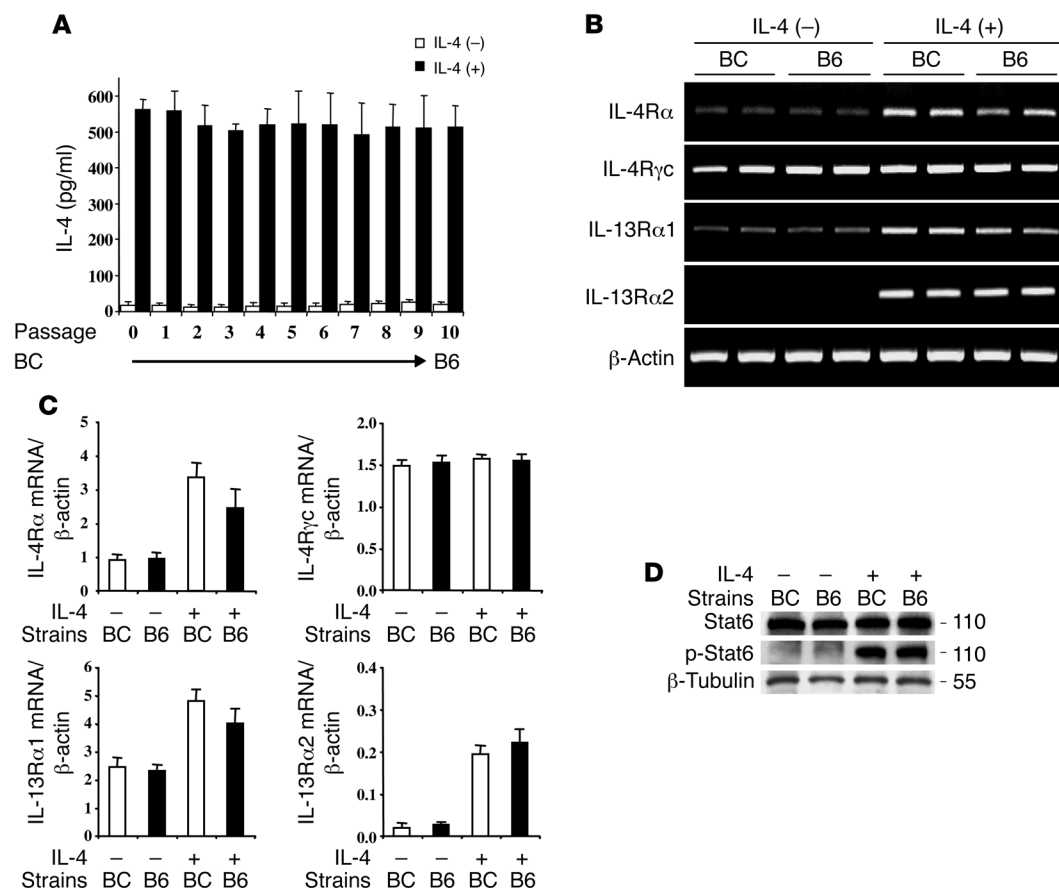 A
IL-4 (–)
IL-4 (+)
IL-4 (pg/ml)
600
500
400
300
200
100
0
Passage 0 1 2 3 4 5 6 7 8 9 10
BC B6
B
IL-4 (–) IL-4 (+)
BC B6 BC B6
IL-4Rα
IL-4Rγc
IL-13Rα1
IL-13Rα2
β-Actin
C
IL-4Rα mRNA/
β-actin
5
4
3
2
1
0
IL-4 – – + +
Strains BC B6 BC B6
IL-4Rγc mRNA/
β-actin
2.0
1.5
1.0
0.5
0.0
IL-4 – – + +
Strains BC B6 BC B6
IL-13Rα1 mRNA/
β-actin
6
5
4
3
2
1
0
IL-4 – – + +
Strains BC B6 BC B6
IL-13Rα2 mRNA/
β-actin
0.4
0.3
0.2
0.1
0
IL-4 – – + +
Strains BC B6 BC B6
D
IL-4 – – + +
Strains BC B6 BC B6
Stat6 - 110
p-Stat6 - 110
β-Tubulin - 55